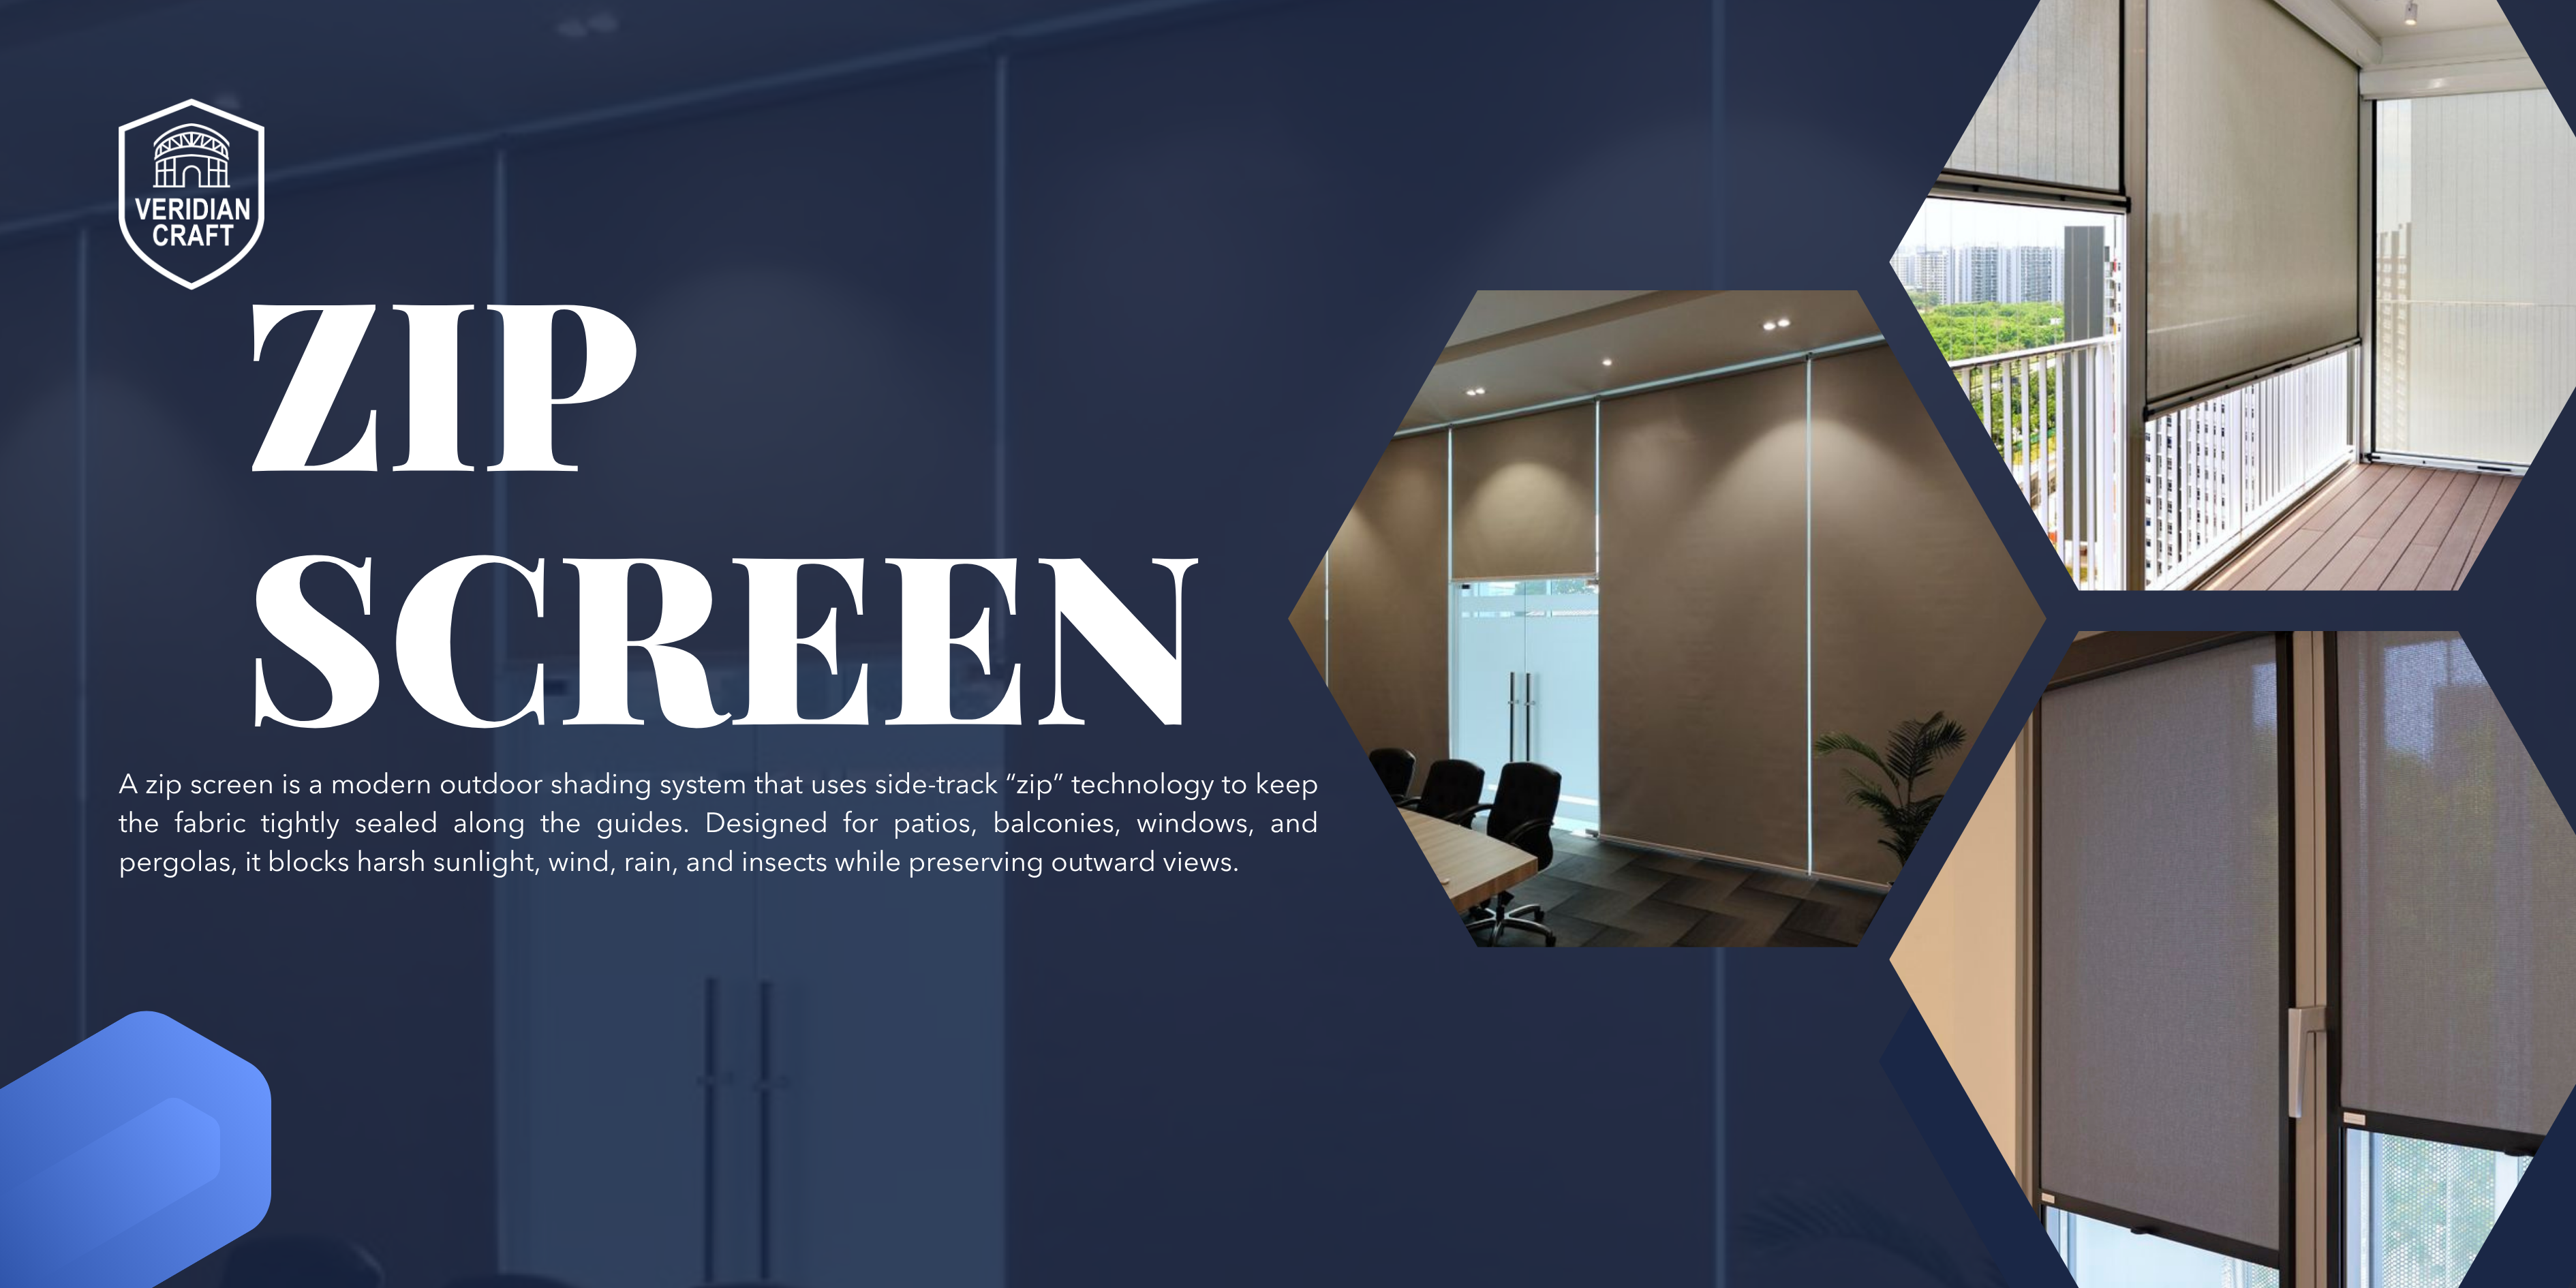 VERIDIAN
CRAFT
ZIP
SCREEN
A zip screen is a modern outdoor shading system that uses side-track “zip” technology to keep
the fabric tightly sealed along the guides. Designed for patios, balconies, windows, and
pergolas, it blocks harsh sunlight, wind, rain, and insects while preserving outward views.